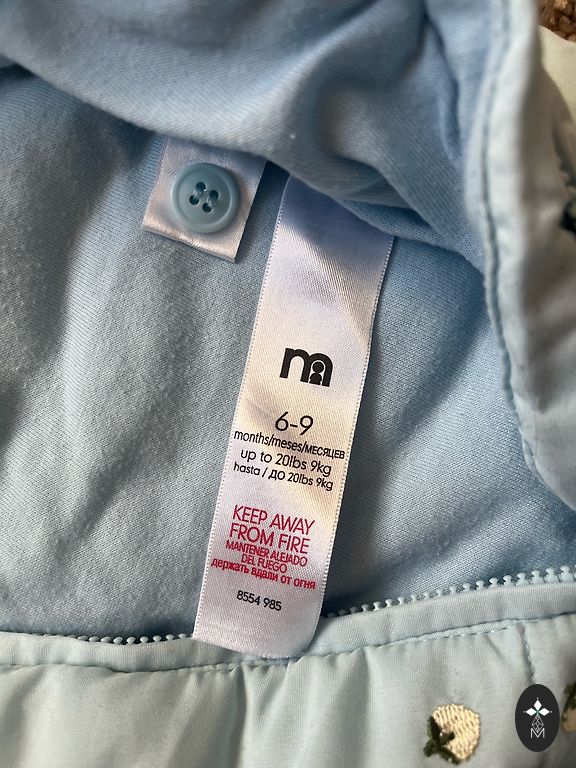 m
6-9
months/meses/МЕСЯЦЕВ
up to 20lbs 9kg
hasta / ДО 20lbs 9kg
KEEP AWAY
FROM FIRE
MANTENER ALEJADO
DEL FUEGO
держать вдали от огня
8554 985
M